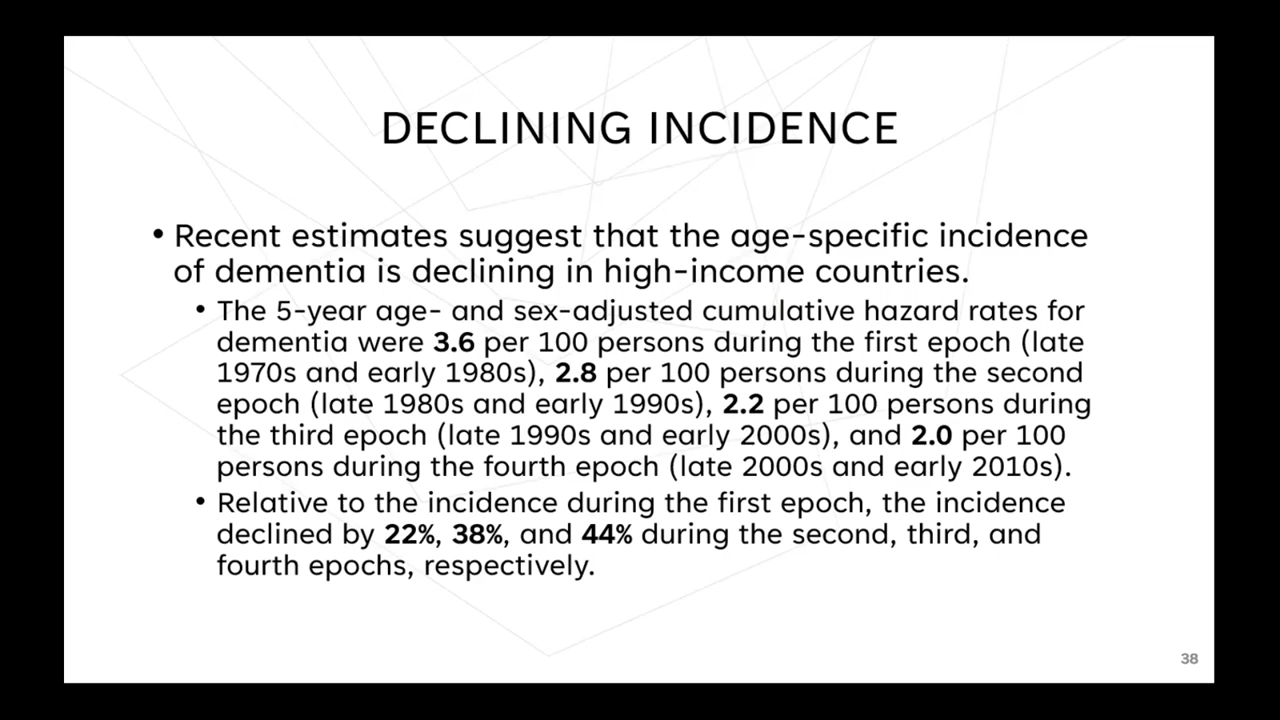 DECLINING INCIDENCE
• Recent estimates suggest that the age-specific incidence
of dementia is declining in high-income countries.
• The 5-year age- and sex-adjusted cumulative hazard rates for
dementia were 3.6 per 100 persons during the first epoch (late
1970s and early 1980s), 2.8 per 100 persons during the second
epoch (late 1980s and early 1990s), 2.2 per 100 persons during
the third epoch (late 1990s and early 2000s), and 2.0 per 100
persons during the fourth epoch (late 2000s and early 2010s).
• Relative to the incidence during the first epoch, the incidence
declined by 22%, 38%, and 44% during the second, third, and
fourth epochs, respectively.
38